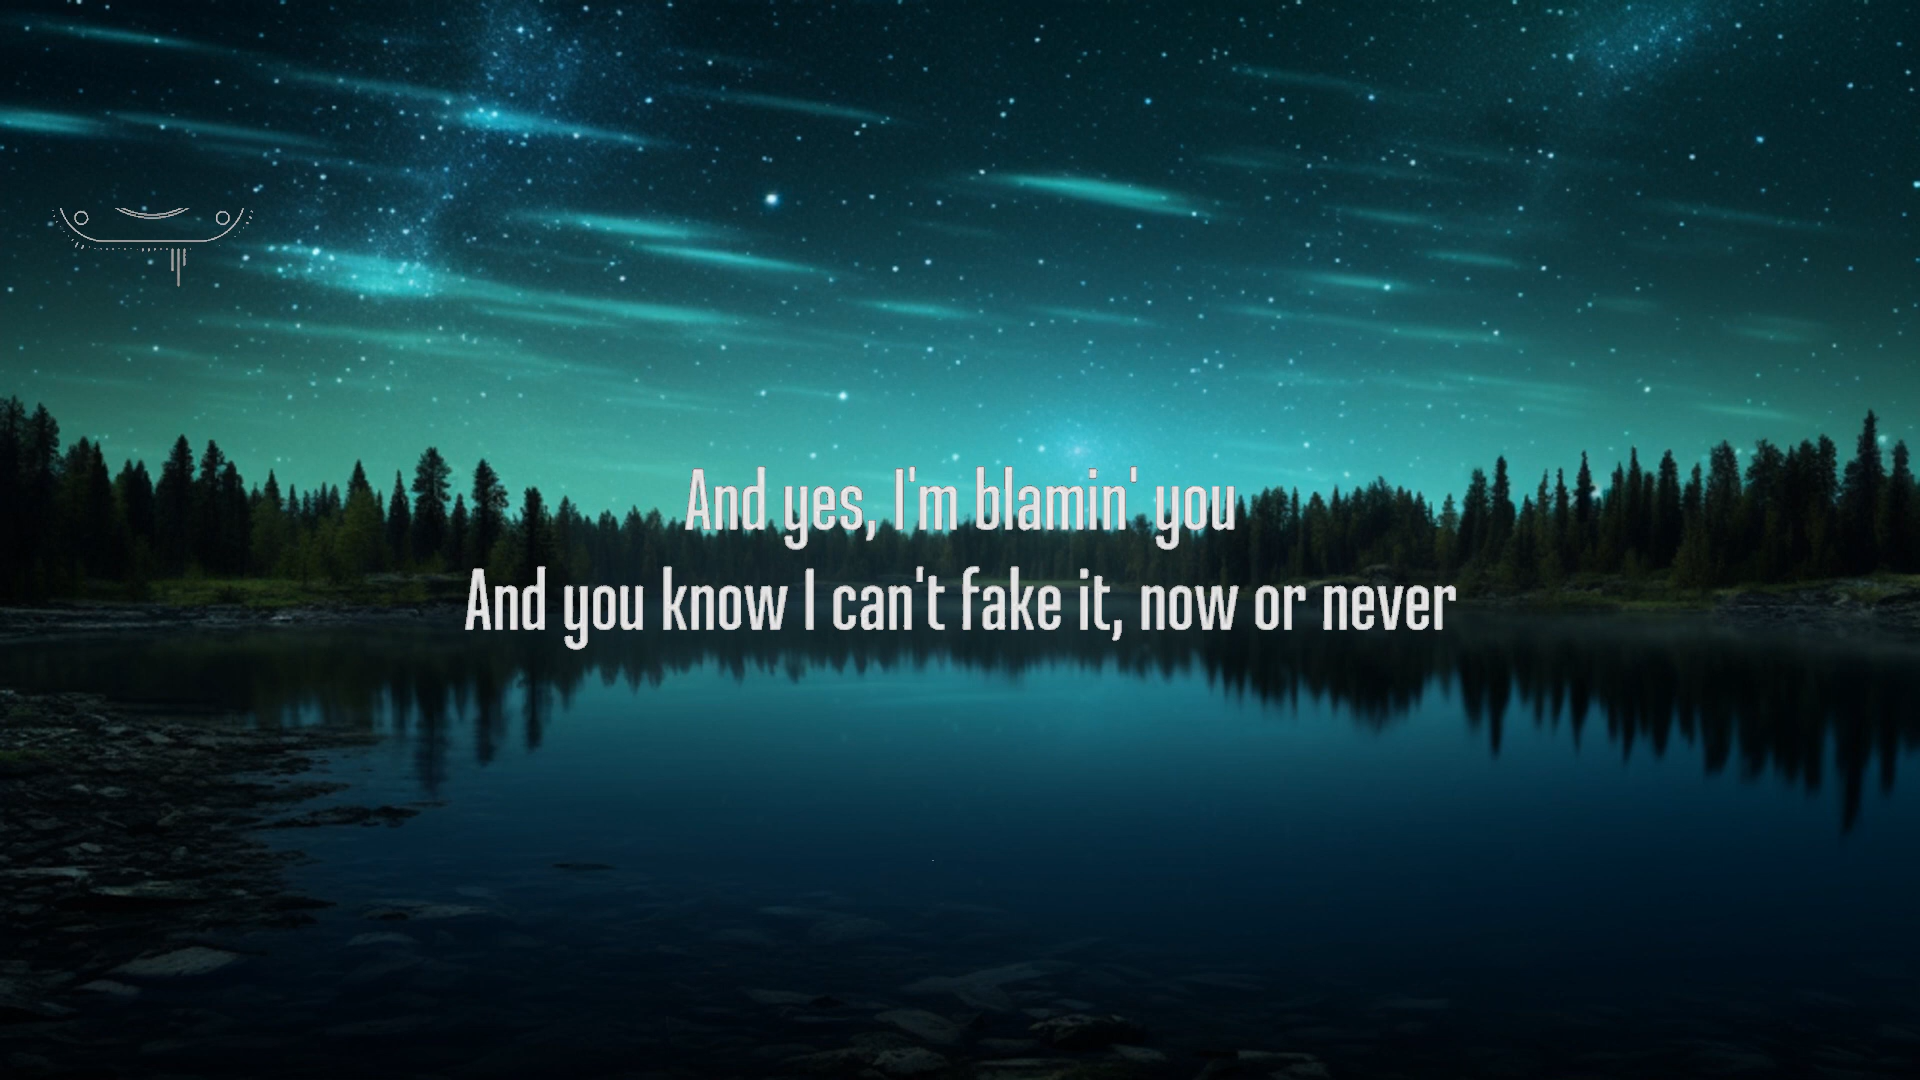 And yes, I'm blamin' you
And you know I can't fake it, now or never